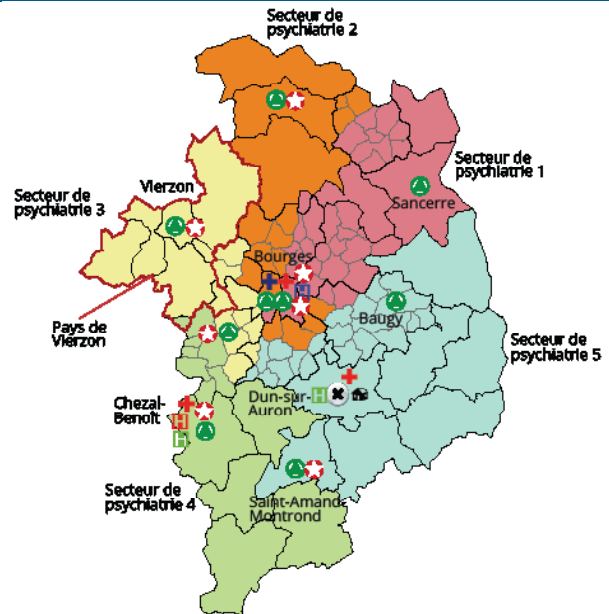 Secteur de
psychiatrie 2
Secteur de
psychiatrie 1
Vierzon
Secteur de
psychiatrie 3
Sancerre
Bourges
H
Pays de
Vierzon
Baugy
Secteur de
psychiatrie 5
Chezal-
Benoît
H
H
Dun-sur-
Auron
H
Secteur de
psychiatrie 4
Saint-Amand-
Montrond